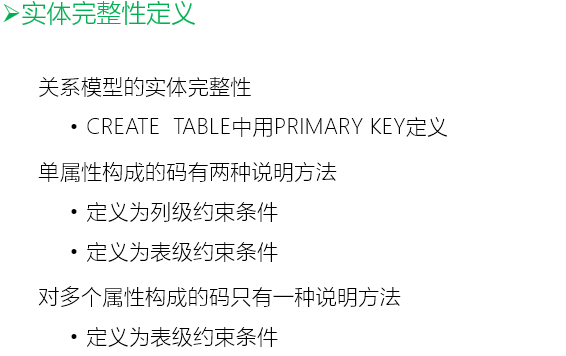 ➢实体完整性定义
关系模型的实体完整性
• CREATE TABLE中用PRIMARY KEY定义
单属性构成的码有两种说明方法
• 定义为列级约束条件
• 定义为表级约束条件
对多个属性构成的码只有一种说明方法
• 定义为表级约束条件